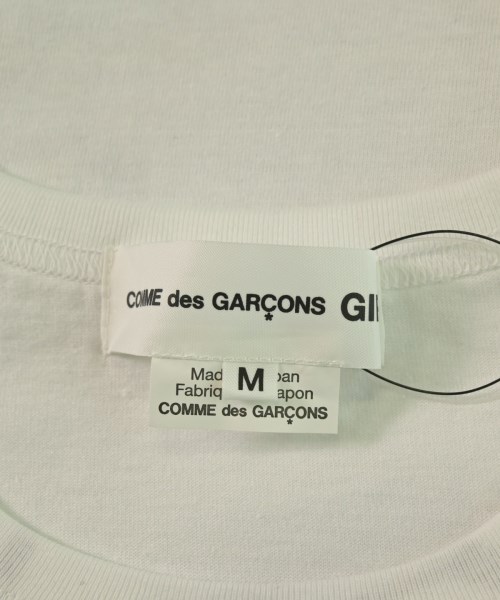 COMME des GARÇONS GI
Mad pan
M
Fabriq apon
COMME des GARÇONS